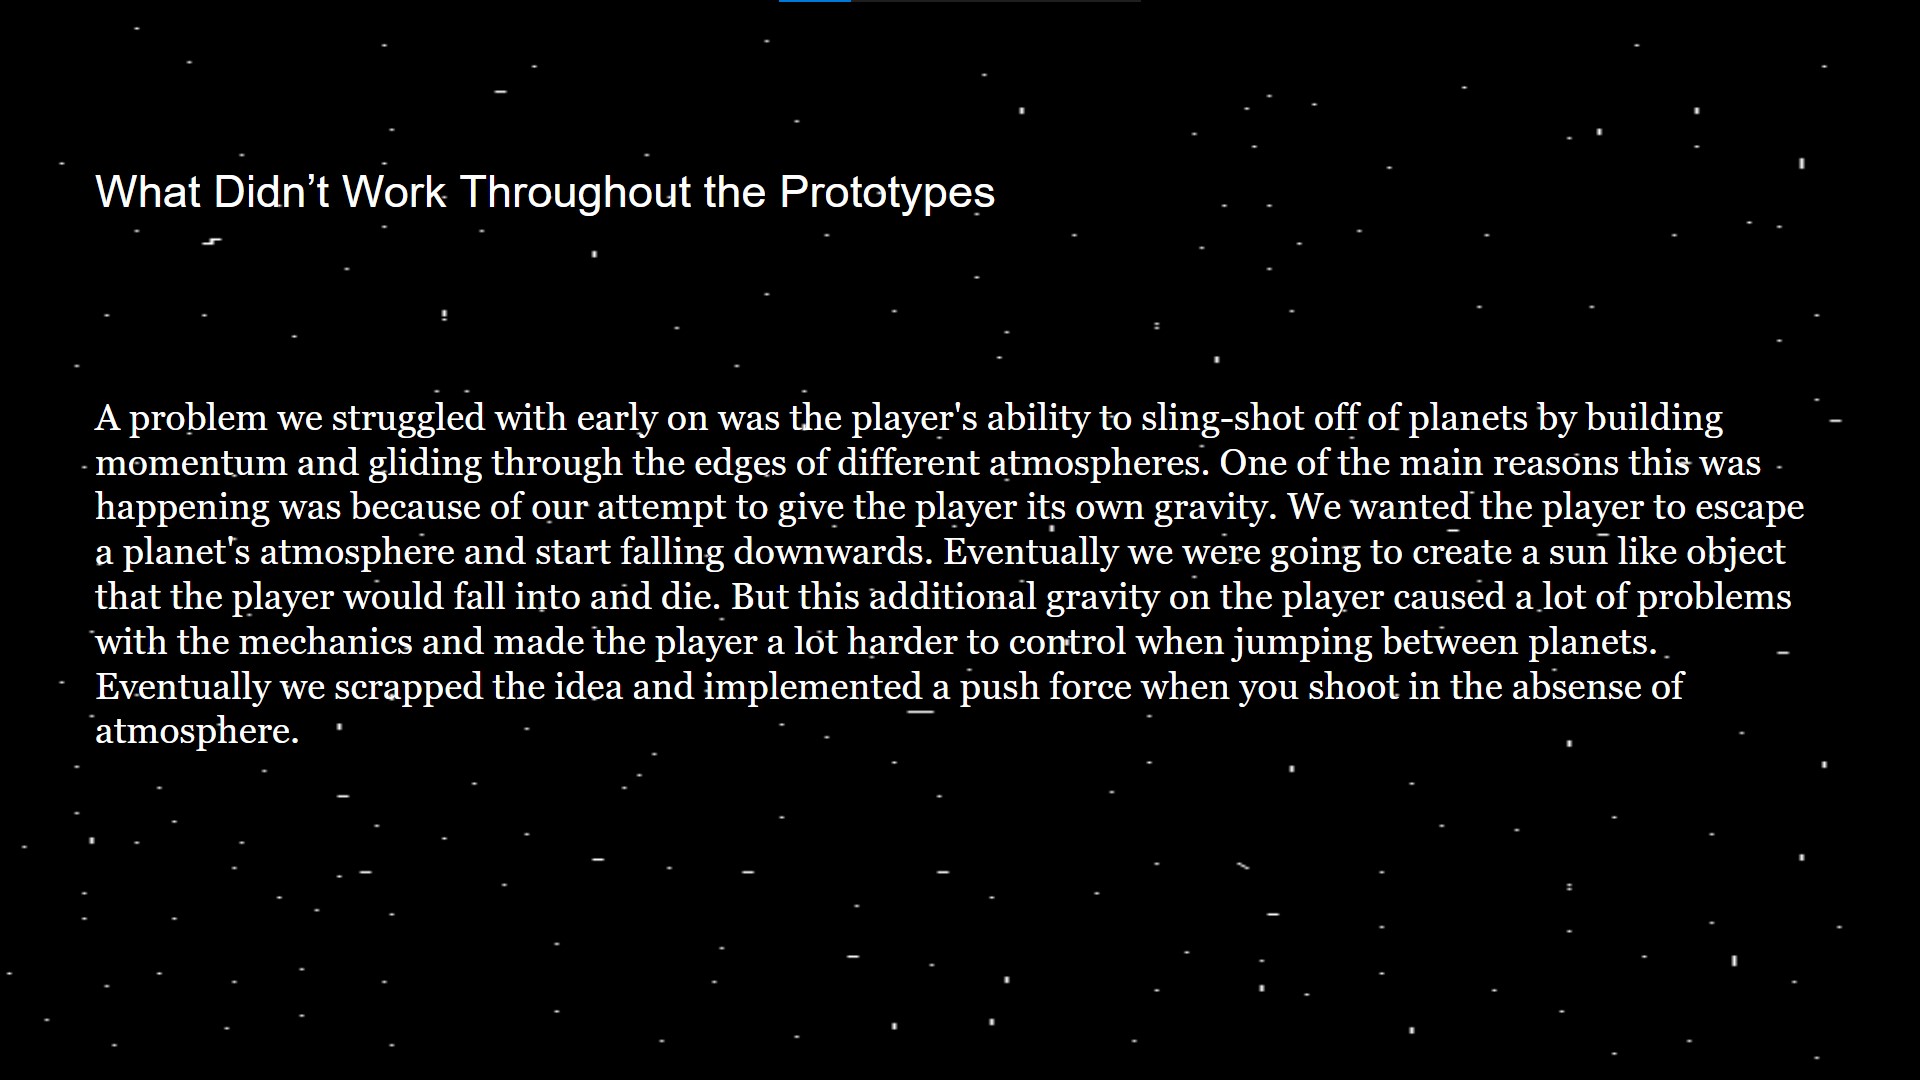 What Didn’t Work Throughout the Prototypes
A problem we struggled with early on was the player's ability to sling-shot off of planets by building
momentum and gliding through the edges of different atmospheres. One of the main reasons this was
happening was because of our attempt to give the player its own gravity. We wanted the player to escape
a planet's atmosphere and start falling downwards. Eventually we were going to create a sun like object
that the player would fall into and die. But this additional gravity on the player caused a lot of problems
with the mechanics and made the player a lot harder to control when jumping between planets.
Eventually we scrapped the idea and implemented a push force when you shoot in the absense of
atmosphere.